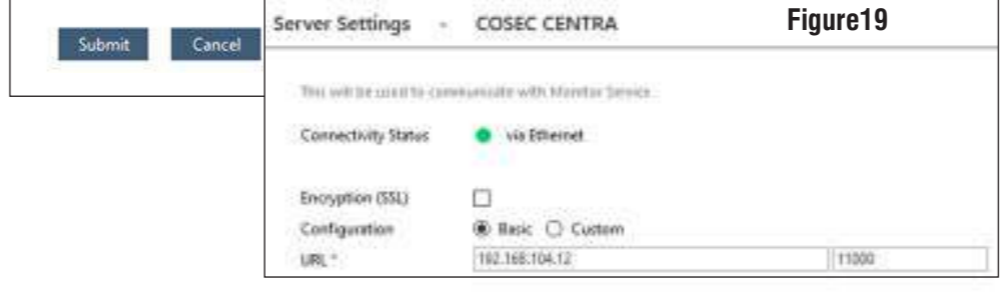 Submit Cancel
Server Settings - COSEC CENTRA Figure19
This will be used to communicate with Monitor Service.
Connectivity Status via Ethernet
Encryption (SSL)
Configuration Basic Custom
URL * 192.168.104.12 11000